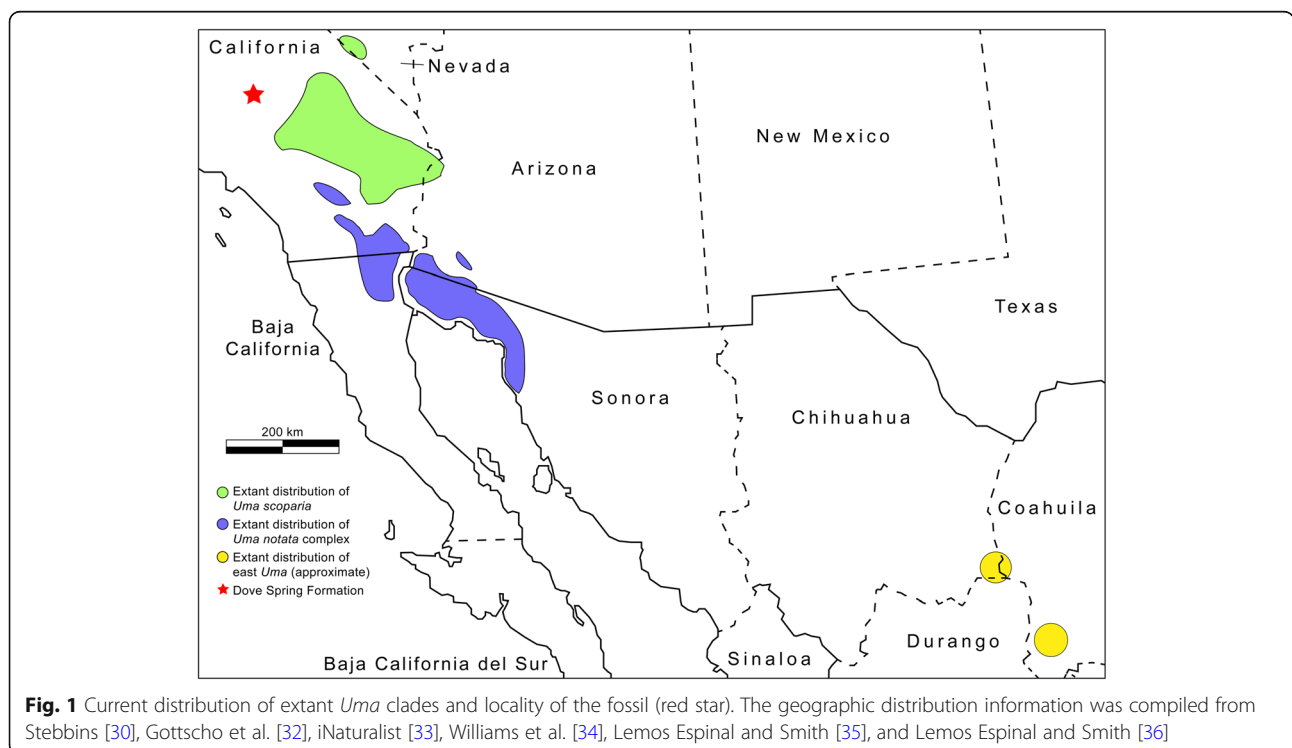 California
Nevada
New Mexico
Arizona
Texas
Baja
California
Sonora
Chihuahua
200 km
Coahuila
Extant distribution of
Uma scoparia
Extant distribution of
Uma notata complex
Extant distribution of
east Uma (approximate)
Dove Spring Formation
Durango
Baja California del Sur
Sinaloa
Fig. 1 Current distribution of extant Uma clades and locality of the fossil (red star). The geographic distribution information was compiled from
Stebbins [30], Gottscho et al. [32], iNaturalist [33], Williams et al. [34], Lemos Espinal and Smith [35], and Lemos Espinal and Smith [36]